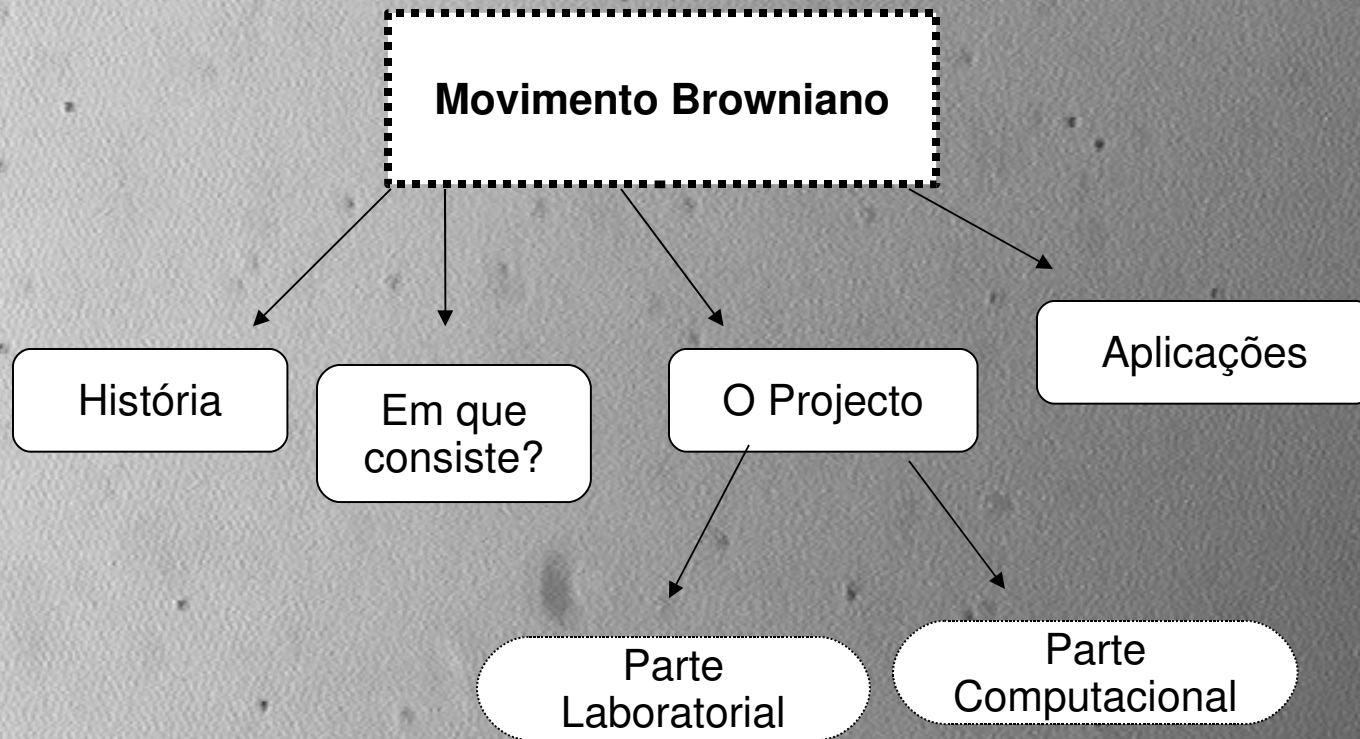 Movimento Browniano
História
Em que
consiste?
O Projecto
Aplicações
Parte
Laboratorial
Parte
Computacional